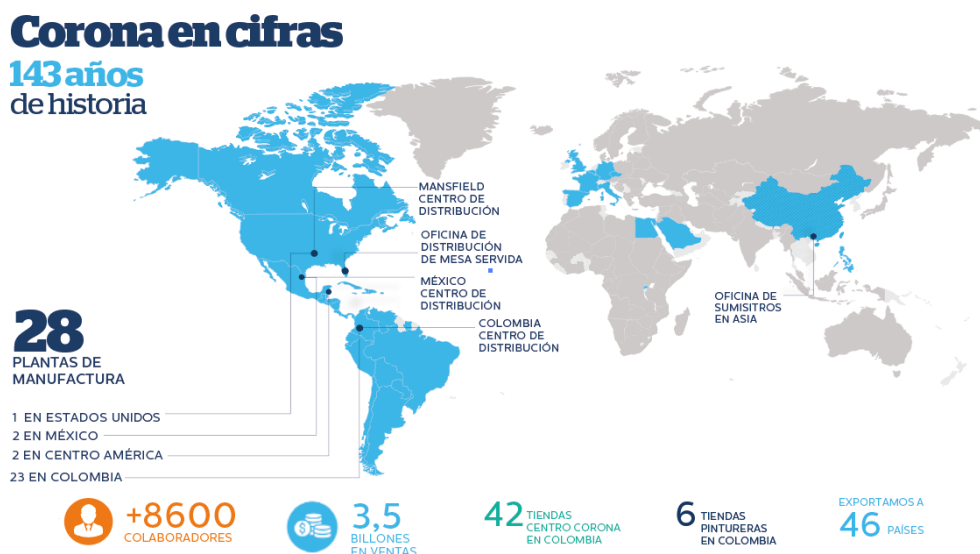 Corona en cifras
143 años
de historia
MANSFIELD
CENTRO DE
DISTRIBUCIÓN
OFICINA DE
DISTRIBUCIÓN
DE MESA SERVIDA
MÉXICO
CENTRO DE
DISTRIBUCIÓN
COLOMBIA
CENTRO DE
DISTRIBUCIÓN
OFICINA DE
SUMISITROS
EN ASIA
28
PLANTAS DE
MANUFACTURA
1 EN ESTADOS UNIDOS
2 EN MÉXICO
2 EN CENTRO AMÉRICA
23 EN COLOMBIA
+8600
COLABORADORES
3,5
BILLONES
EN VENTAS
42 TIENDAS
CENTRO CORONA
EN COLOMBIA
6 TIENDAS
PINTURERAS
EN COLOMBIA
EXPORTAMOS A
46 PAÍSES